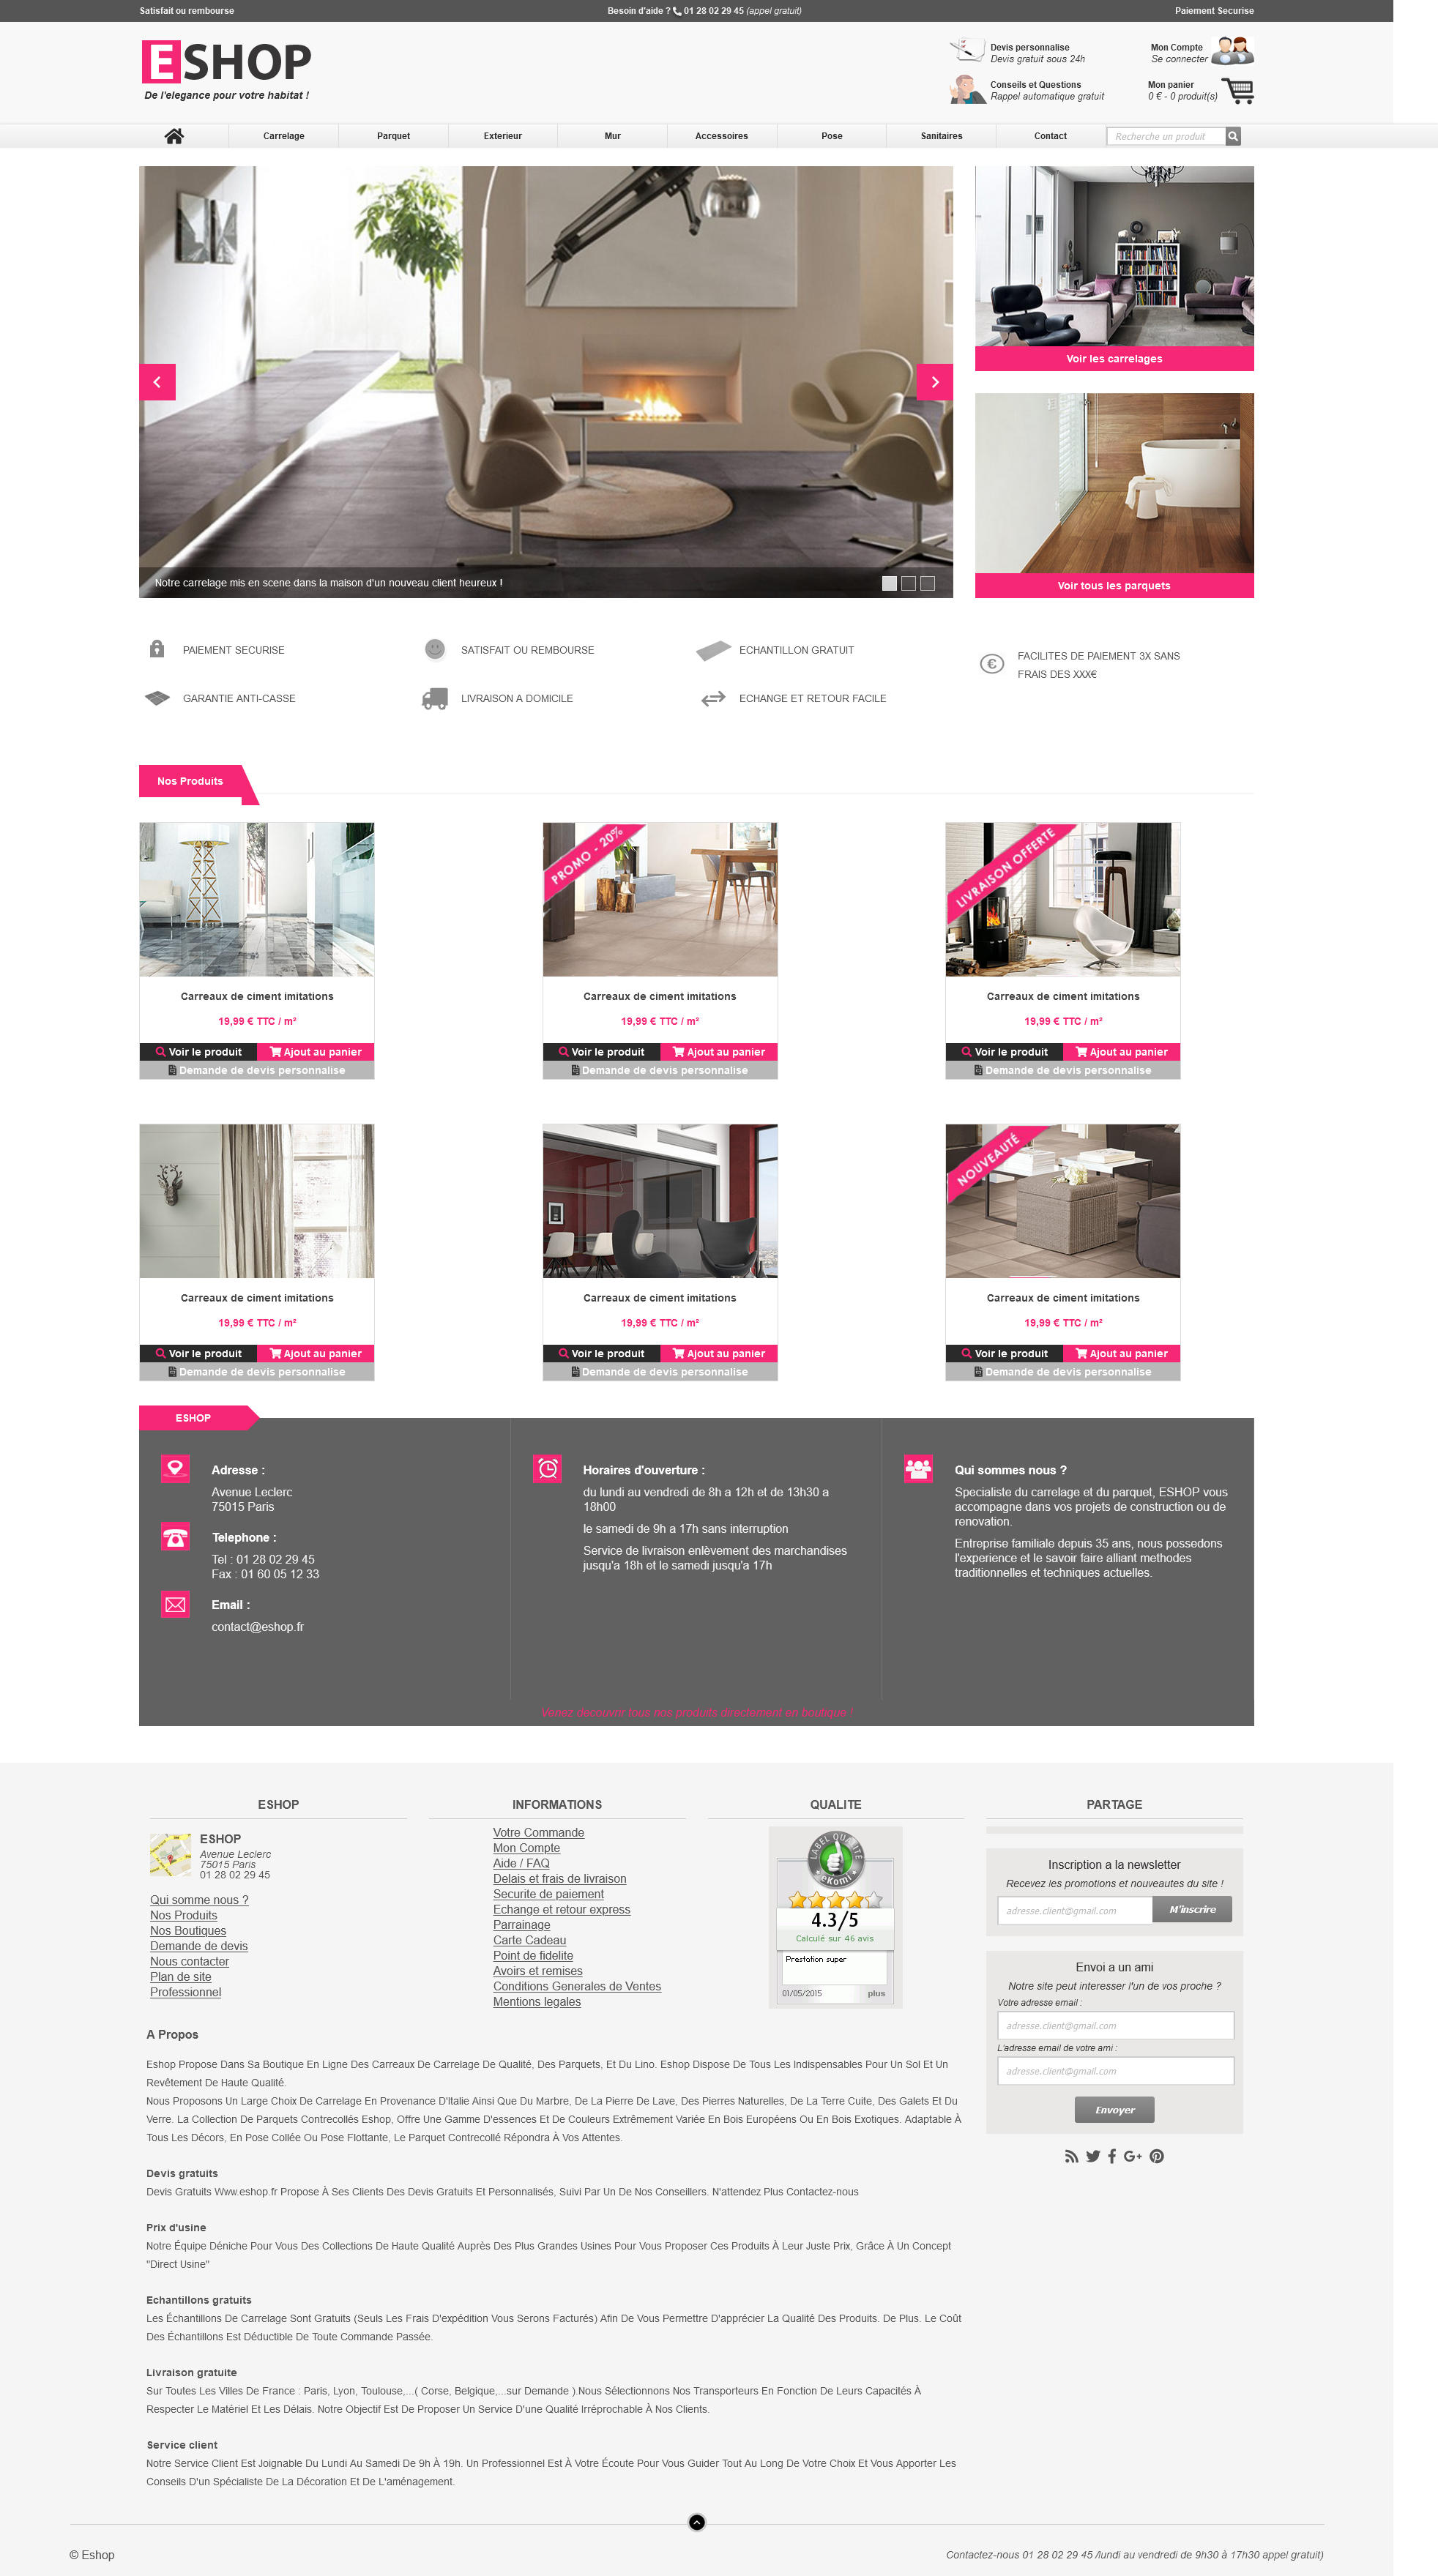 Satisfait ou rembourse
Besoin d'aide ? 01 28 02 29 45 (appel gratuit)
Paiement Securise
ESHOP
De l'elegance pour votre habitat !
Devis personnalise
Devis gratuit sous 24h
Mon Compte
Se connecter
Conseils et Questions
Rappel automatique gratuit
Mon panier
0 € - 0 produit(s)
Carrelage
Parquet
Exterieur
Mur
Accessoires
Pose
Sanitaires
Contact
Recherche un produit
Notre carrelage mis en scene dans la maison d'un nouveau client heureux !
Voir les carrelages
Voir tous les parquets
PAIEMENT SECURISE
SATISFAIT OU REMBOURSE
ECHANTILLON GRATUIT
FACILITES DE PAIEMENT 3X SANS
FRAIS DES XXX€
GARANTIE ANTI-CASSE
LIVRAISON A DOMICILE
ECHANGE ET RETOUR FACILE
Nos Produits
Carreaux de ciment imitations
19,99 € TTC / m²
Voir le produit
Ajout au panier
Demande de devis personnalise
PROMO - 20%
Carreaux de ciment imitations
19,99 € TTC / m²
Voir le produit
Ajout au panier
Demande de devis personnalise
LIVRAISON OFFERTE
Carreaux de ciment imitations
19,99 € TTC / m²
Voir le produit
Ajout au panier
Demande de devis personnalise
Carreaux de ciment imitations
19,99 € TTC / m²
Voir le produit
Ajout au panier
Demande de devis personnalise
Carreaux de ciment imitations
19,99 € TTC / m²
Voir le produit
Ajout au panier
Demande de devis personnalise
NOUVEAUTÉ
Carreaux de ciment imitations
19,99 € TTC / m²
Voir le produit
Ajout au panier
Demande de devis personnalise
ESHOP
Adresse :
Avenue Leclerc
75015 Paris
Telephone :
Tel : 01 28 02 29 45
Fax : 01 60 05 12 33
Email :
contact@eshop.fr
Horaires d'ouverture :
du lundi au vendredi de 8h a 12h et de 13h30 a
18h00
le samedi de 9h a 17h sans interruption
Service de livraison enlèvement des marchandises
jusqu'a 18h et le samedi jusqu'a 17h
Qui sommes nous ?
Specialiste du carrelage et du parquet, ESHOP vous
accompagne dans vos projets de construction ou de
renovation.
Entreprise familiale depuis 35 ans, nous possedons
l'experience et le savoir faire alliant methodes
traditionnelles et techniques actuelles.
Venez decouvrir tous nos produits directement en boutique !
ESHOP
ESHOP
Avenue Leclerc
75015 Paris
01 28 02 29 45
Qui somme nous ?
Nos Produits
Nos Boutiques
Demande de devis
Nous contacter
Plan de site
Professionnel
INFORMATIONS
Votre Commande
Mon Compte
Aide / FAQ
Delais et frais de livraison
Securite de paiement
Echange et retour express
Parrainage
Carte Cadeau
Point de fidelite
Avoirs et remises
Conditions Generales de Ventes
Mentions legales
QUALITE
LABEL QUALITÉ
eKomi
4.3/5
Calculé sur 46 avis
Prestation super
01/05/2015
plus
PARTAGE
Inscription a la newsletter
Recevez les promotions et nouveautes du site !
adresse.client@gmail.com
M'inscrire
Envoi a un ami
Notre site peut interesser l'un de vos proche ?
Votre adresse email :
adresse.client@gmail.com
L'adresse email de votre ami :
adresse.client@gmail.com
Envoyer
A Propos
Eshop Propose Dans Sa Boutique En Ligne Des Carreaux De Carrelage De Qualité, Des Parquets, Et Du Lino. Eshop Dispose De Tous Les Indispensables Pour Un Sol Et Un
Revêtement De Haute Qualité.
Nous Proposons Un Large Choix De Carrelage En Provenance D'Italie Ainsi Que Du Marbre, De La Pierre De Lave, Des Pierres Naturelles, De La Terre Cuite, Des Galets Et Du
Verre. La Collection De Parquets Contrecollés Eshop, Offre Une Gamme D'essences Et De Couleurs Extrêmement Variée En Bois Européens Ou En Bois Exotiques. Adaptable À
Tous Les Décors, En Pose Collée Ou Pose Flottante, Le Parquet Contrecollé Répondra À Vos Attentes.
Devis gratuits
Devis Gratuits Www.eshop.fr Propose À Ses Clients Des Devis Gratuits Et Personnalisés, Suivi Par Un De Nos Conseillers. N'attendez Plus Contactez-nous
Prix d'usine
Notre Équipe Déniche Pour Vous Des Collections De Haute Qualité Auprès Des Plus Grandes Usines Pour Vous Proposer Ces Produits À Leur Juste Prix, Grâce À Un Concept
"Direct Usine"
Echantillons gratuits
Les Échantillons De Carrelage Sont Gratuits (Seuls Les Frais D'expédition Vous Serons Facturés) Afin De Vous Permettre D'apprécier La Qualité Des Produits. De Plus. Le Coût
Des Échantillons Est Déductible De Toute Commande Passée.
Livraison gratuite
Sur Toutes Les Villes De France : Paris, Lyon, Toulouse,...( Corse, Belgique,...sur Demande ).Nous Sélectionnons Nos Transporteurs En Fonction De Leurs Capacités À
Respecter Le Matériel Et Les Délais. Notre Objectif Est De Proposer Un Service D'une Qualité Irréprochable À Nos Clients.
Service client
Notre Service Client Est Joignable Du Lundi Au Samedi De 9h À 19h. Un Professionnel Est À Votre Écoute Pour Vous Guider Tout Au Long De Votre Choix Et Vous Apporter Les
Conseils D'un Spécialiste De La Décoration Et De L'aménagement.
© Eshop
Contactez-nous 01 28 02 29 45 /lundi au vendredi de 9h30 à 17h30 appel gratuit)